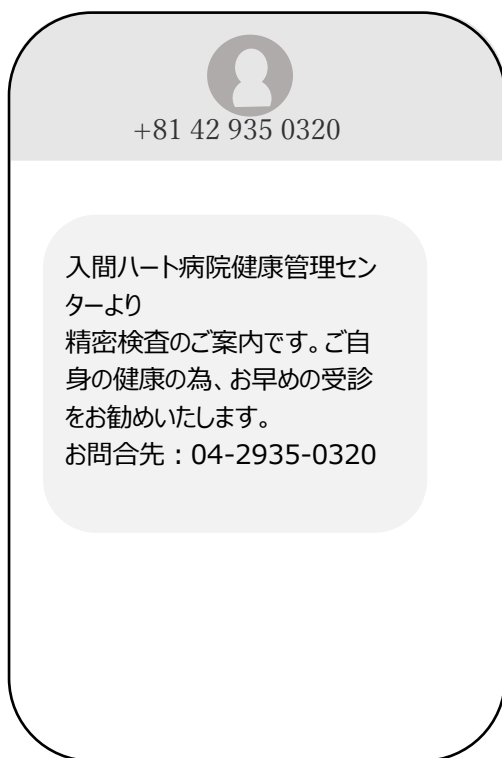 +81 42 935 0320
入間ハート病院健康管理セン
ターより
精密検査のご案内です。ご自
身の健康の為、お早めの受診
をお勧めいたします。
お問合先：04-2935-0320